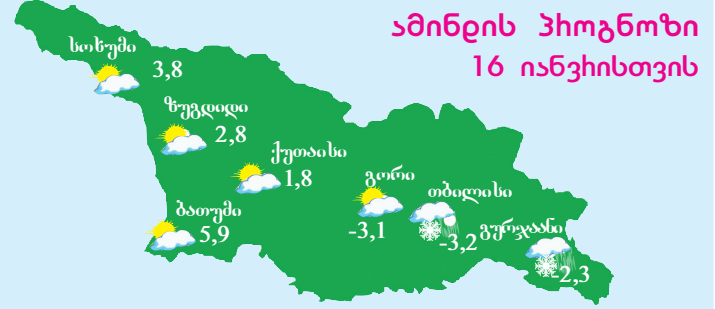 ამინდის პროგნოზი
16 იანვრისთვის
სოხუმი
3,8
ზუგდიდი
2,8
ქუთაისი
1,8
გორი
-3,1
თბილისი
-3,2
ბათუმი
5,9
გურჯაანი
-2,3